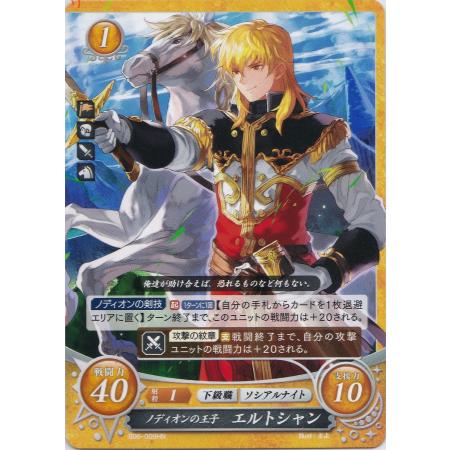 1
俺達が助け合えば、恐れるものなど何もない。
ノディオンの剣技 起 1ターンに1回 【自分の手札からカードを1枚退避
エリアに置く】ターン終了まで、このユニットの戦闘力は+20される。
攻撃の紋章 支 戦闘終了まで、自分の攻撃
ユニットの戦闘力は+20される。
戦闘力
40
射程 1 下級職 ソシアルナイト
支援力
10
ノディオンの王子 エルトシャン